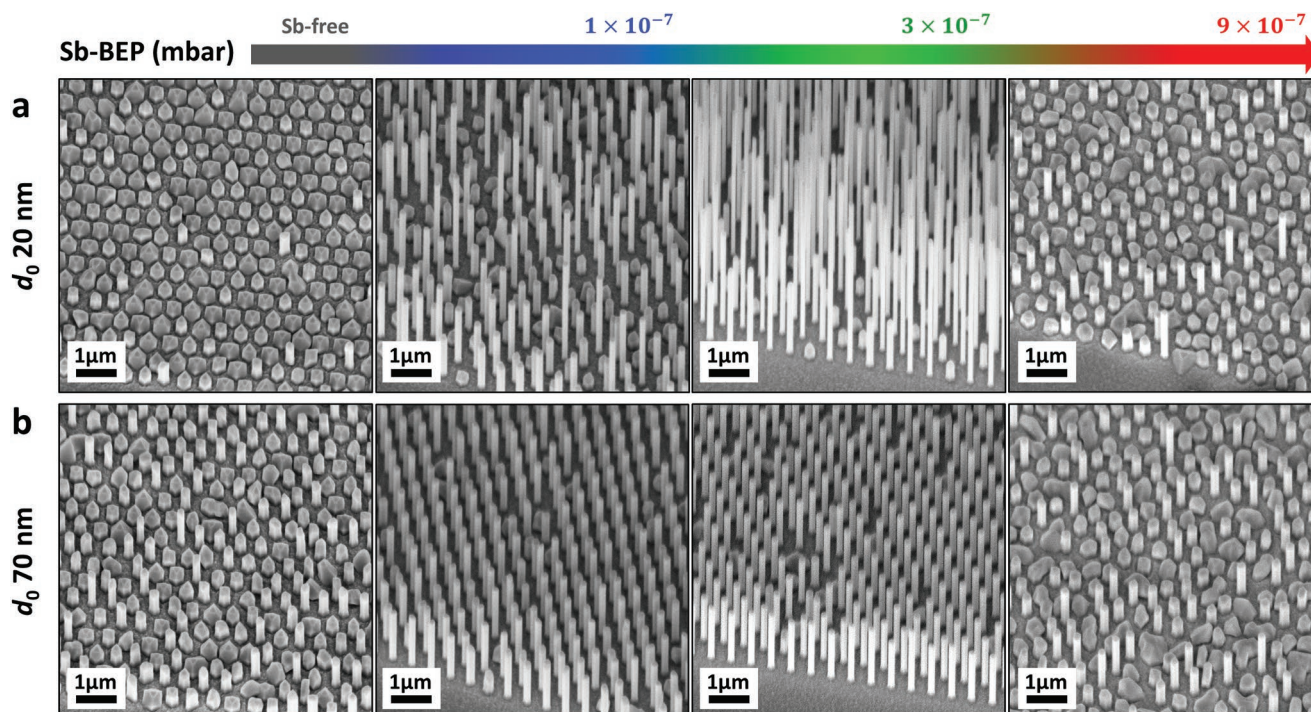 Sb-free 1 × 10⁻⁷ 3 × 10⁻⁷ 9 × 10⁻⁷
Sb-BEP (mbar)
a
d₀ 20 nm
1μm 1μm 1μm 1μm
b
d₀ 70 nm
1μm 1μm 1μm 1μm